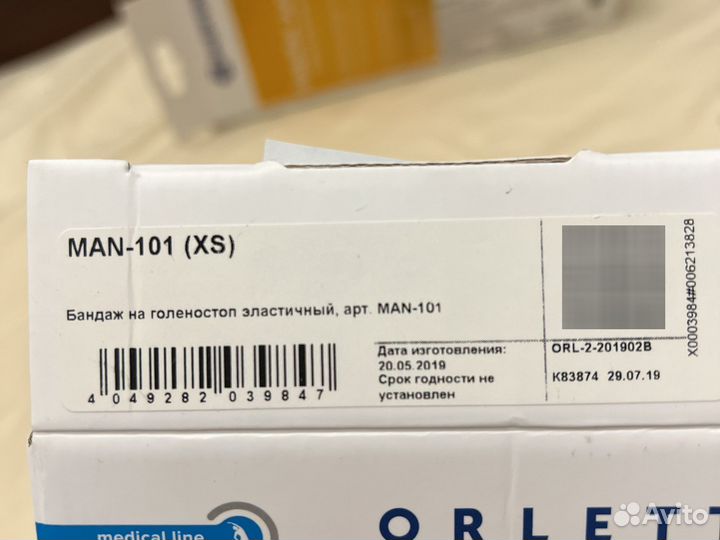 MAN-101 (XS)
Бандаж на голеностоп эластичный, арт. MAN-101
4 049282 039847
Дата изготовления:
20.05.2019
Срок годности не
установлен
ORL-2-201902B
K83874 29.07.19
X0003984#006213828
medical line
ORLETT
Avito